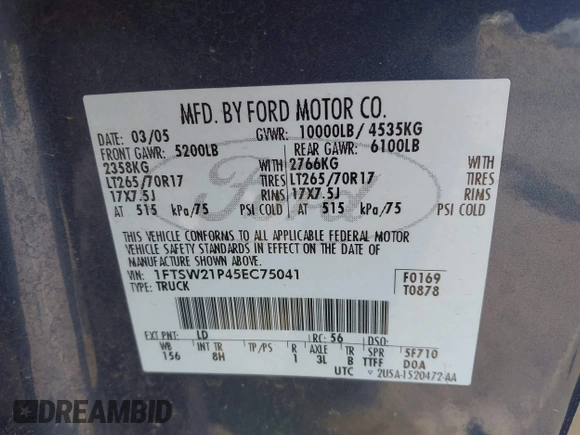 MFD. BY FORD MOTOR CO.
DATE: 03/05 GVWR: 10000LB/ 4535KG
FRONT GAWR: 5200LB REAR GAWR: 6100LB
2358KG WITH 2766KG WITH
LT265/70R17 TIRES LT265/70R17 TIRES
17X7.5J RIMS 17X7.5J RIMS
AT 515 kPa/75 PSI COLD AT 515 kPa/75 PSI COLD
THIS VEHICLE CONFORMS TO ALL APPLICABLE FEDERAL MOTOR
VEHICLE SAFETY STANDARDS IN EFFECT ON THE DATE OF
MANUFACTURE SHOWN ABOVE.
VIN: 1FTSW21P45EC75041 F0169
TYPE: TRUCK T0878
EXT PNT: LD RC: 56 DSO:
WB INT TR TP/PS R AXLE TR SPR 5F710
156 8H 1 3L B TTFF DOA
UTC 2U5A-1520472-AA
Ford
DREAMBID